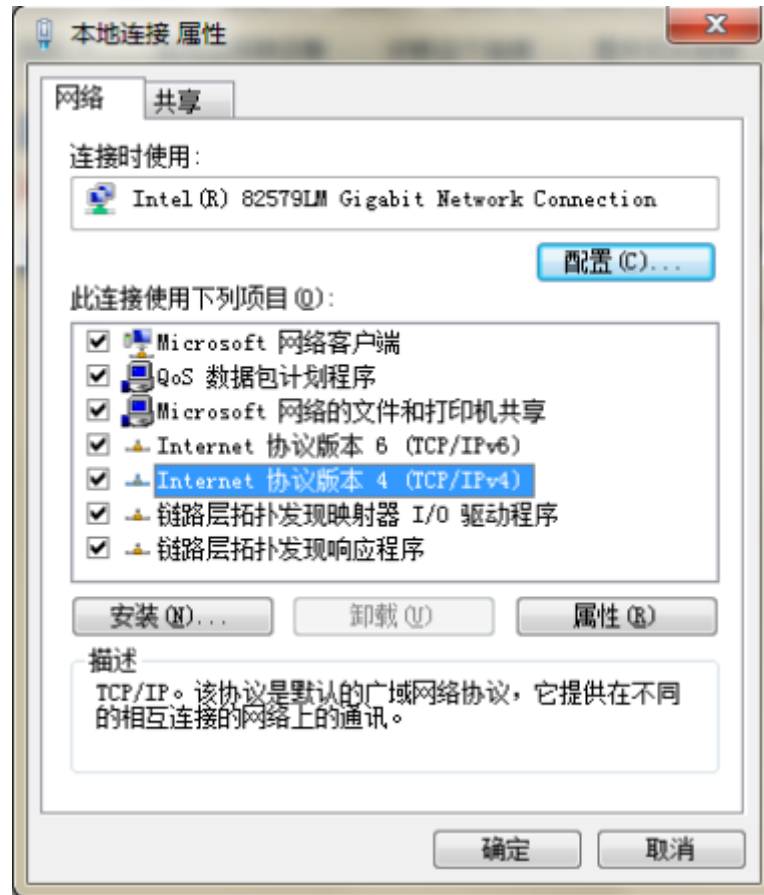 本地连接 属性
网络
共享
连接时使用:
Intel(R) 82579LM Gigabit Network Connection
配置(C)...
此连接使用下列项目(O):
Microsoft 网络客户端
QoS 数据包计划程序
Microsoft 网络的文件和打印机共享
Internet 协议版本 6 (TCP/IPv6)
Internet 协议版本 4 (TCP/IPv4)
链路层拓扑发现映射器 I/O 驱动程序
链路层拓扑发现响应程序
安装(N)...
卸载(U)
属性(R)
描述
TCP/IP。该协议是默认的广域网络协议，它提供在不同
的相互连接的网络上的通讯。
确定
取消